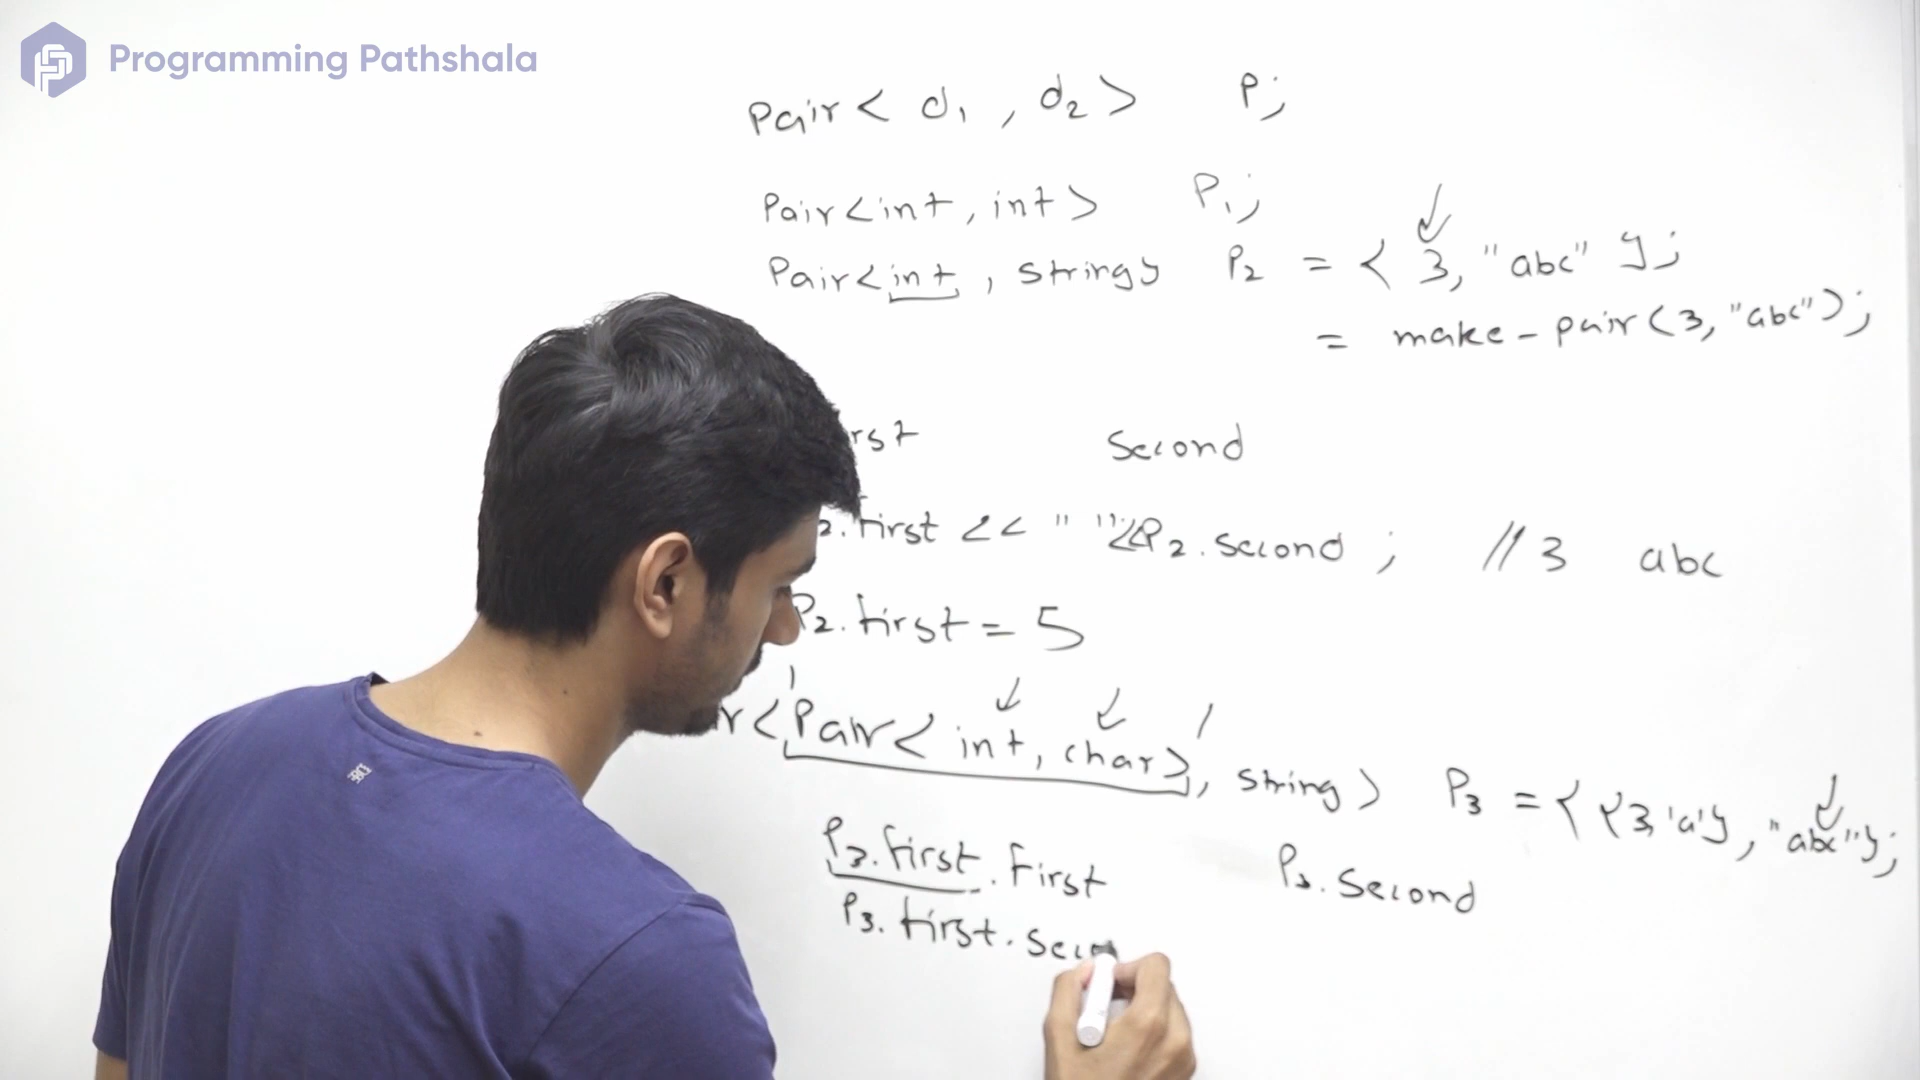 Programming Pathshala
Pair < d1 , d2 > P;
Pair<int, int> P1;
Pair<int, string> P2 = { 3, "abc" };
= make-pair(3, "abc");
rst Second
2.first << " "<<P2.second ; // 3 abc
P2.first = 5
r<Pair< int, char>, string> P3 = { {3,'a'}, "abc"};
P3.first.first P3.second
P3.first.seco